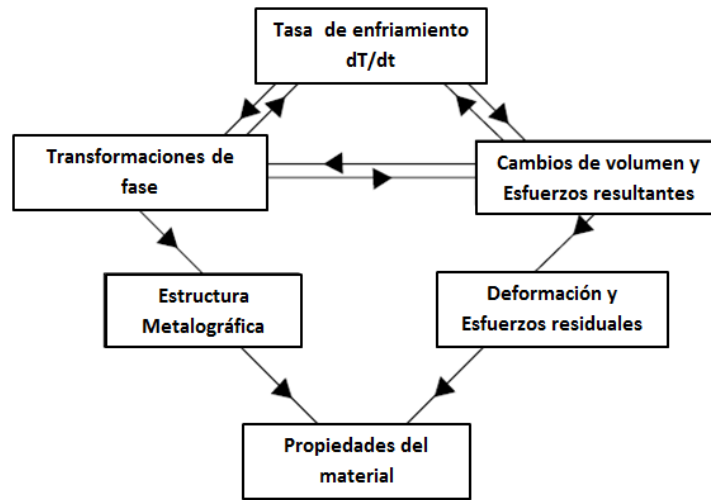 Tasa de enfriamiento
dT/dt
Transformaciones de
fase
Cambios de volumen y
Esfuerzos resultantes
Estructura
Metalográfica
Deformación y
Esfuerzos residuales
Propiedades del
material